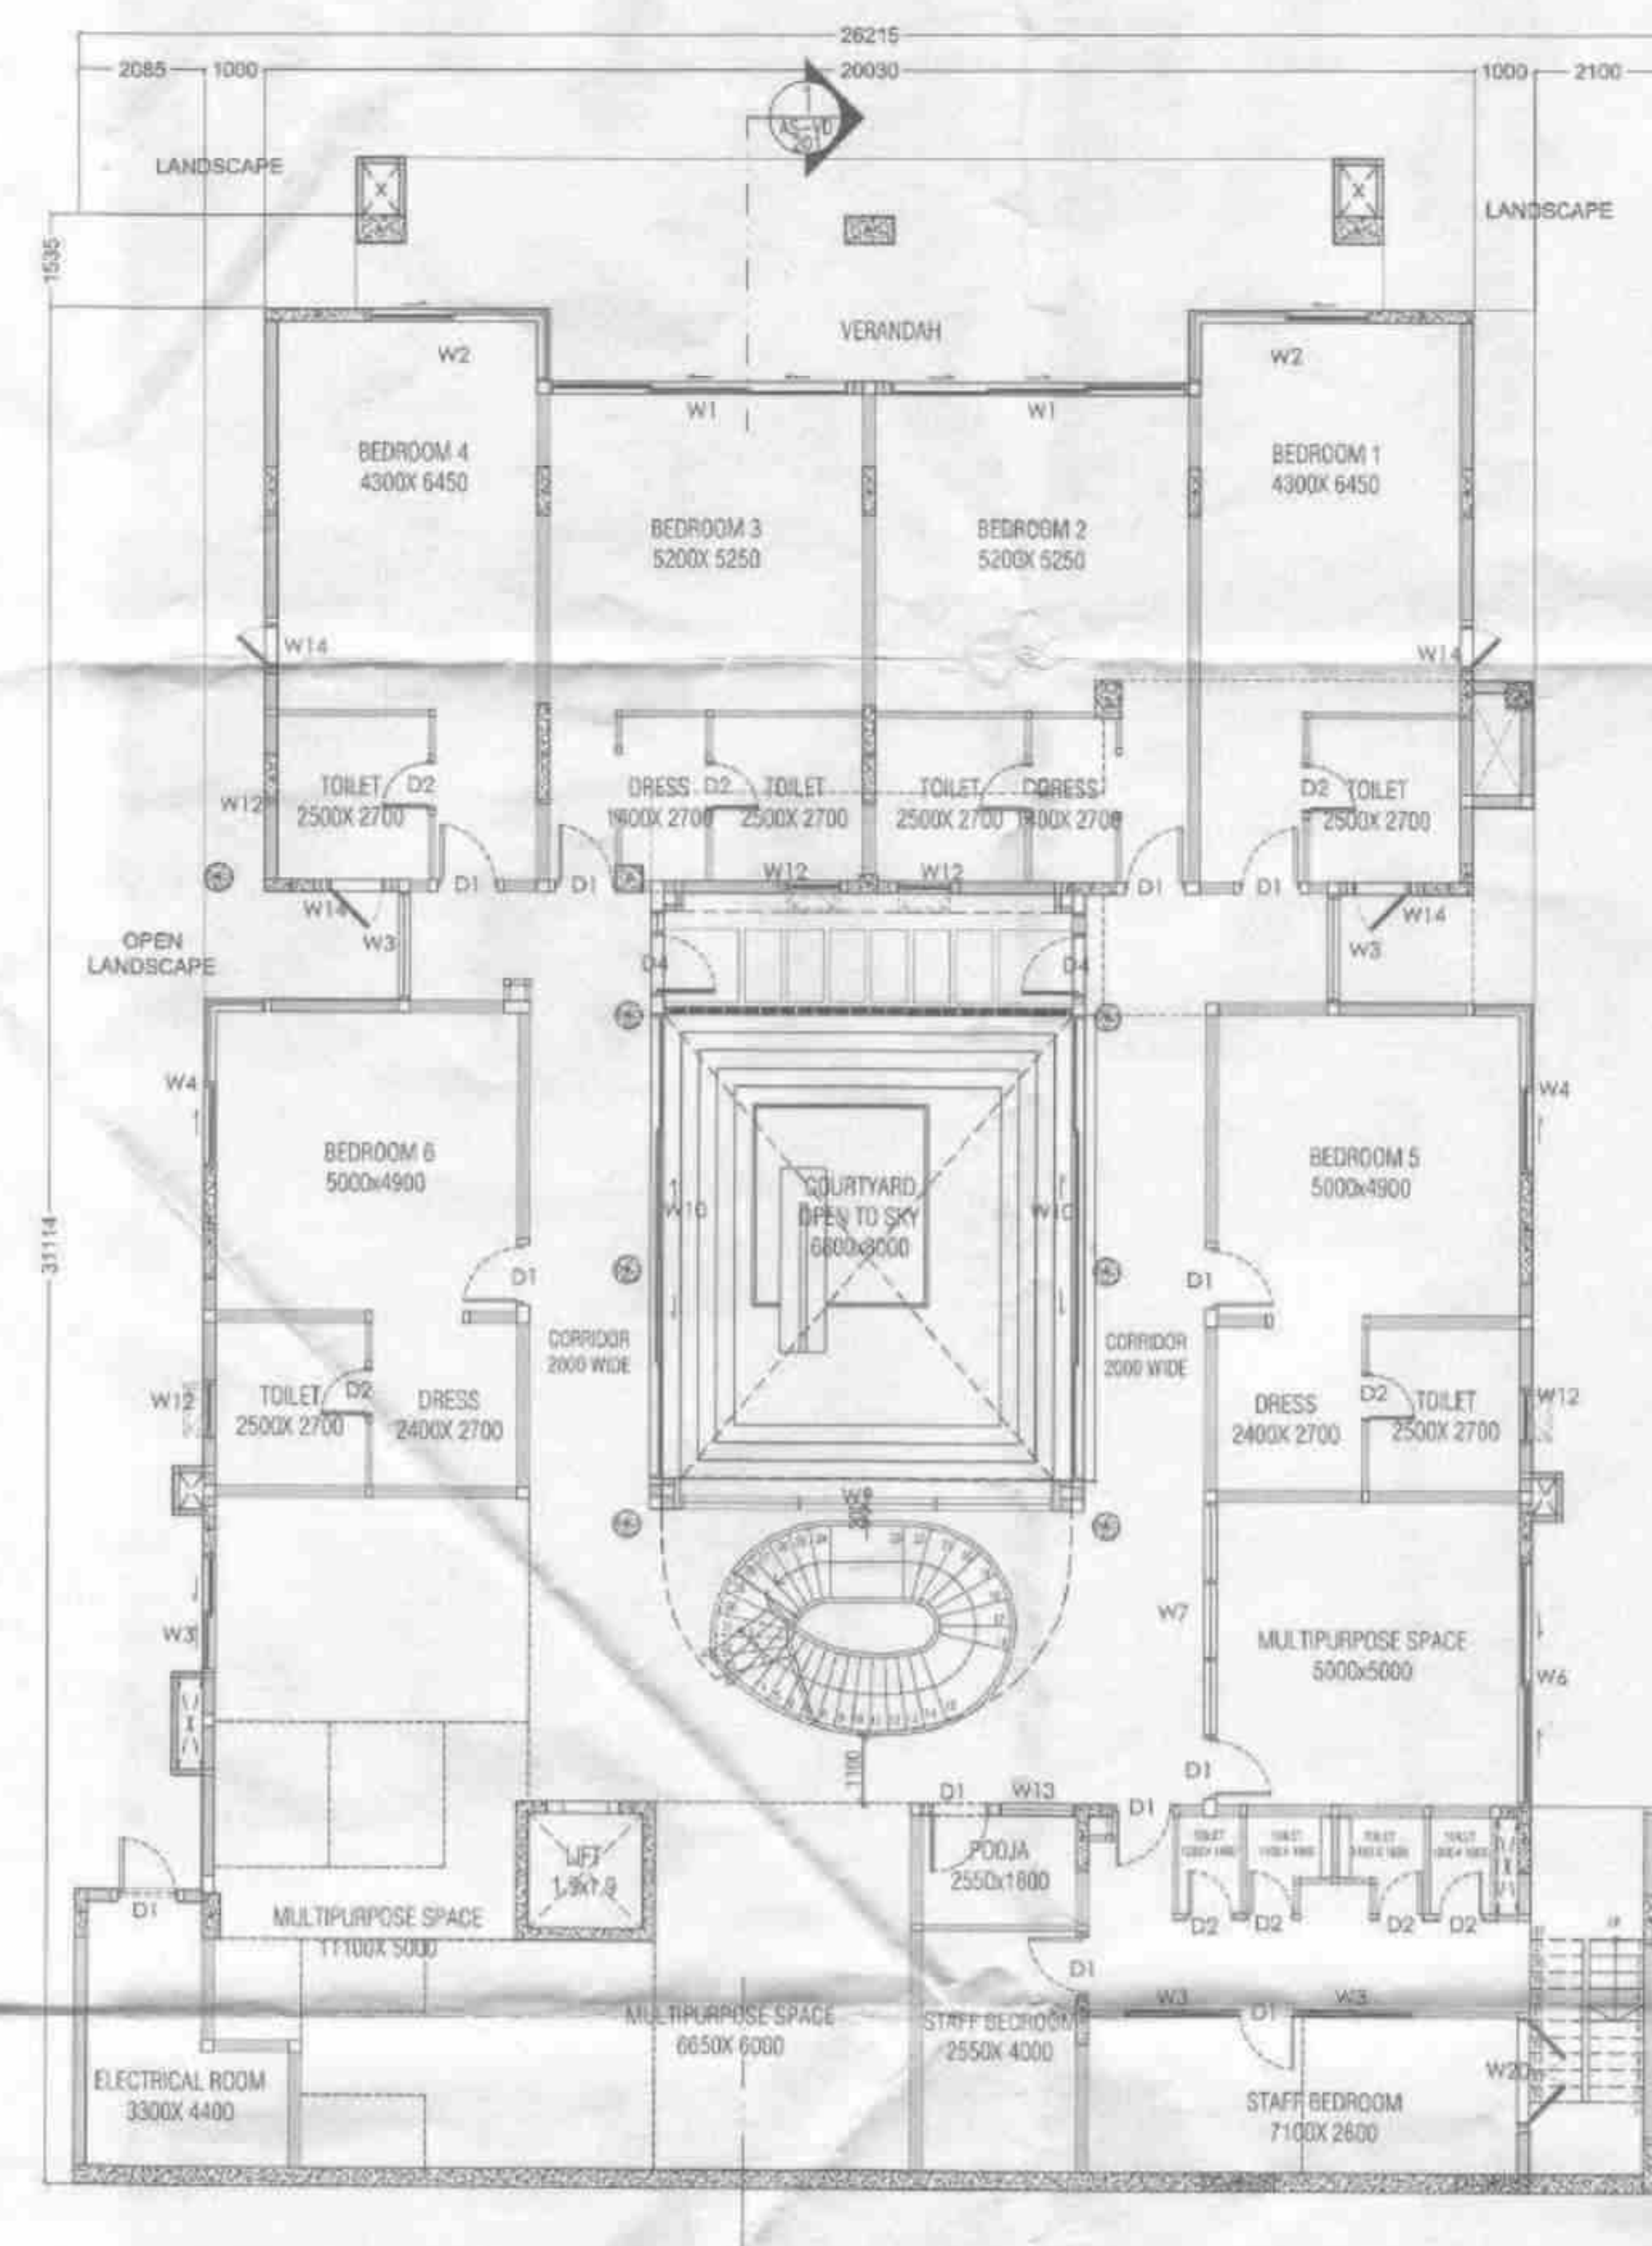 26215
2085
1000
20030
1000
2100
LANDSCAPE
X
X
LANDSCAPE
1535
VERANDAH
W2
W2
W1
W1
BEDROOM 4
4300X 6450
BEDROOM 1
4300X 6450
BEDROOM 3
5200X 5250
BEDROOM 2
5200X 5250
W14
W14
TOILET
2500X 2700
D2
DRESS
D2
TOILET
2500X 2700
TOILET
2500X 2700
DRESS
D2
TOILET
2500X 2700
W12
W12
W12
D1
D1
D1
D1
W14
W3
W14
W3
OPEN
LANDSCAPE
D4
D4
W4
W4
BEDROOM 6
5000x4900
COURTYARD
OPEN TO SKY
W10
W10
BEDROOM 5
5000x4900
31114
D1
D1
CORRIDOR
2000 WIDE
CORRIDOR
2000 WIDE
W12
TOILET
2500X 2700
D2
DRESS
2400X 2700
DRESS
2400X 2700
D2
TOILET
2500X 2700
W12
W7
W3
MULTIPURPOSE SPACE
5000x5000
W6
1100
D1
D1
W13
D1
LIFT
1.9x1.9
POOJA
2550x1800
D1
MULTIPURPOSE SPACE
11100X 5000
D2
D2
D2
D2
D1
W3
D1
W3
MULTIPURPOSE SPACE
6650X 6000
STAFF BEDROOM
2550X 4000
ELECTRICAL ROOM
3300X 4400
W20
STAFF BEDROOM
7100X 2600